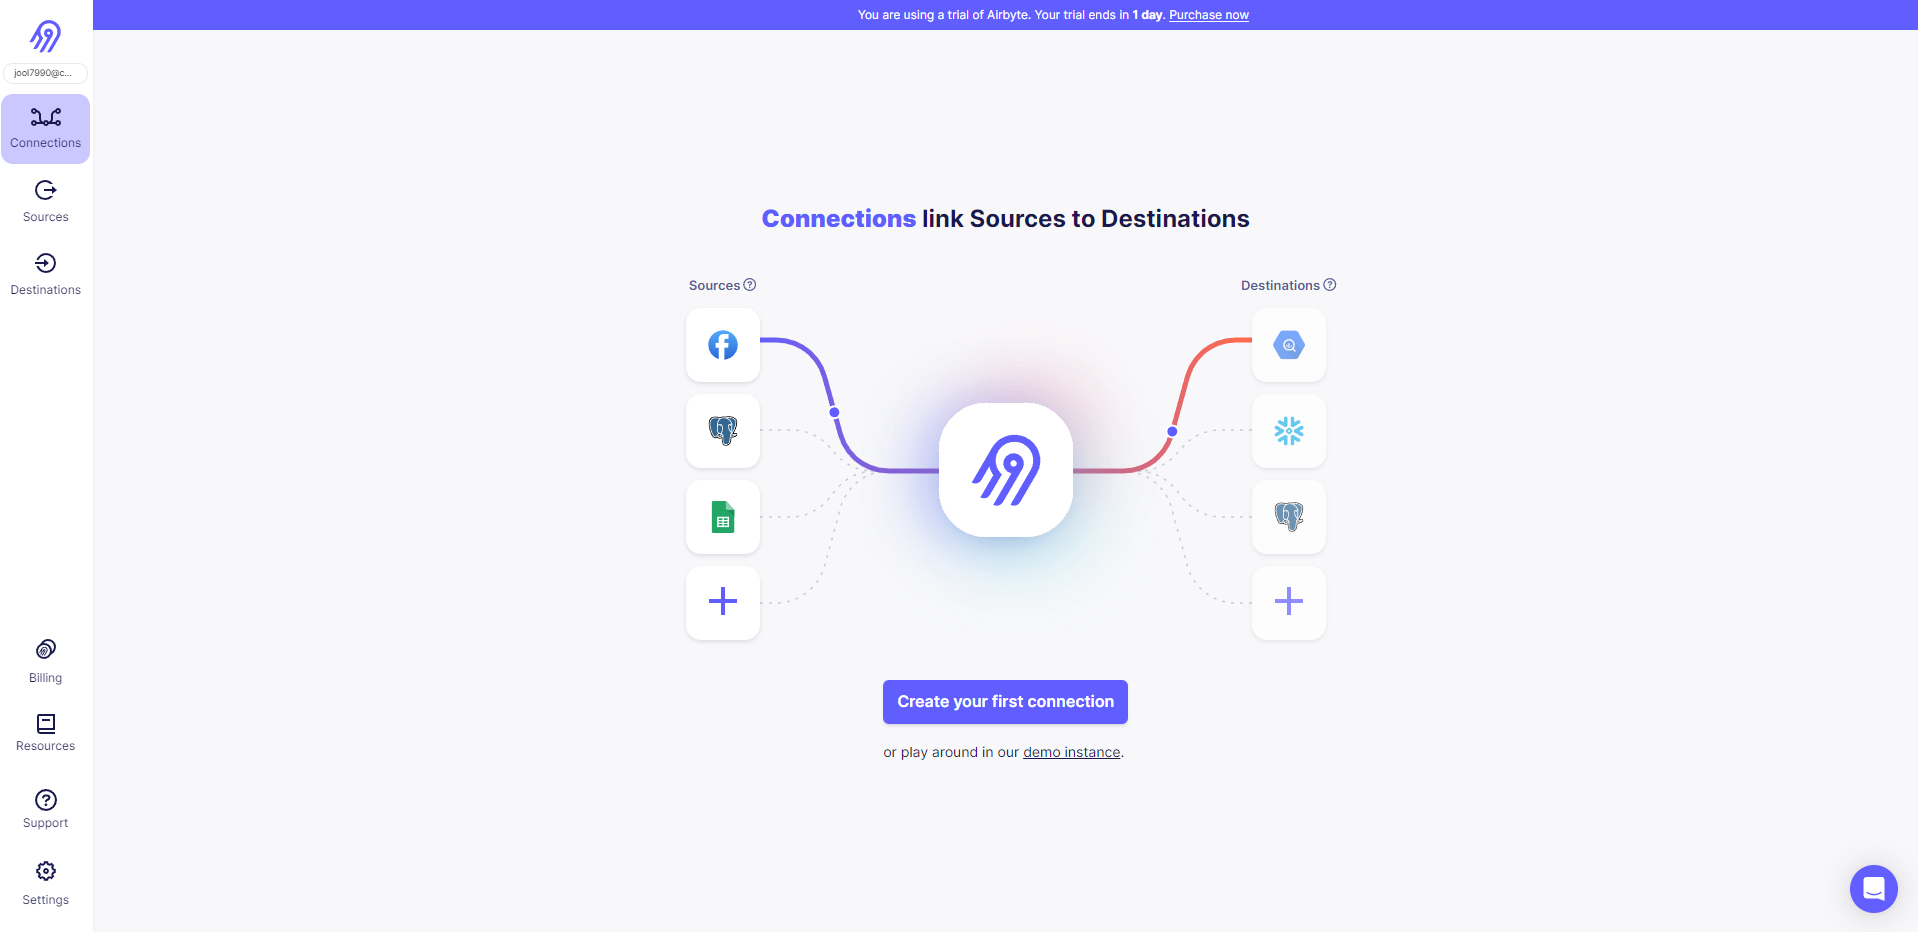 You are using a trial of Airbyte. Your trial ends in 1 day. Purchase now
jool7990@c...
Connections
Sources
Destinations
Billing
Resources
Support
Settings
Connections link Sources to Destinations
Sources
Destinations
Create your first connection
or play around in our demo instance.